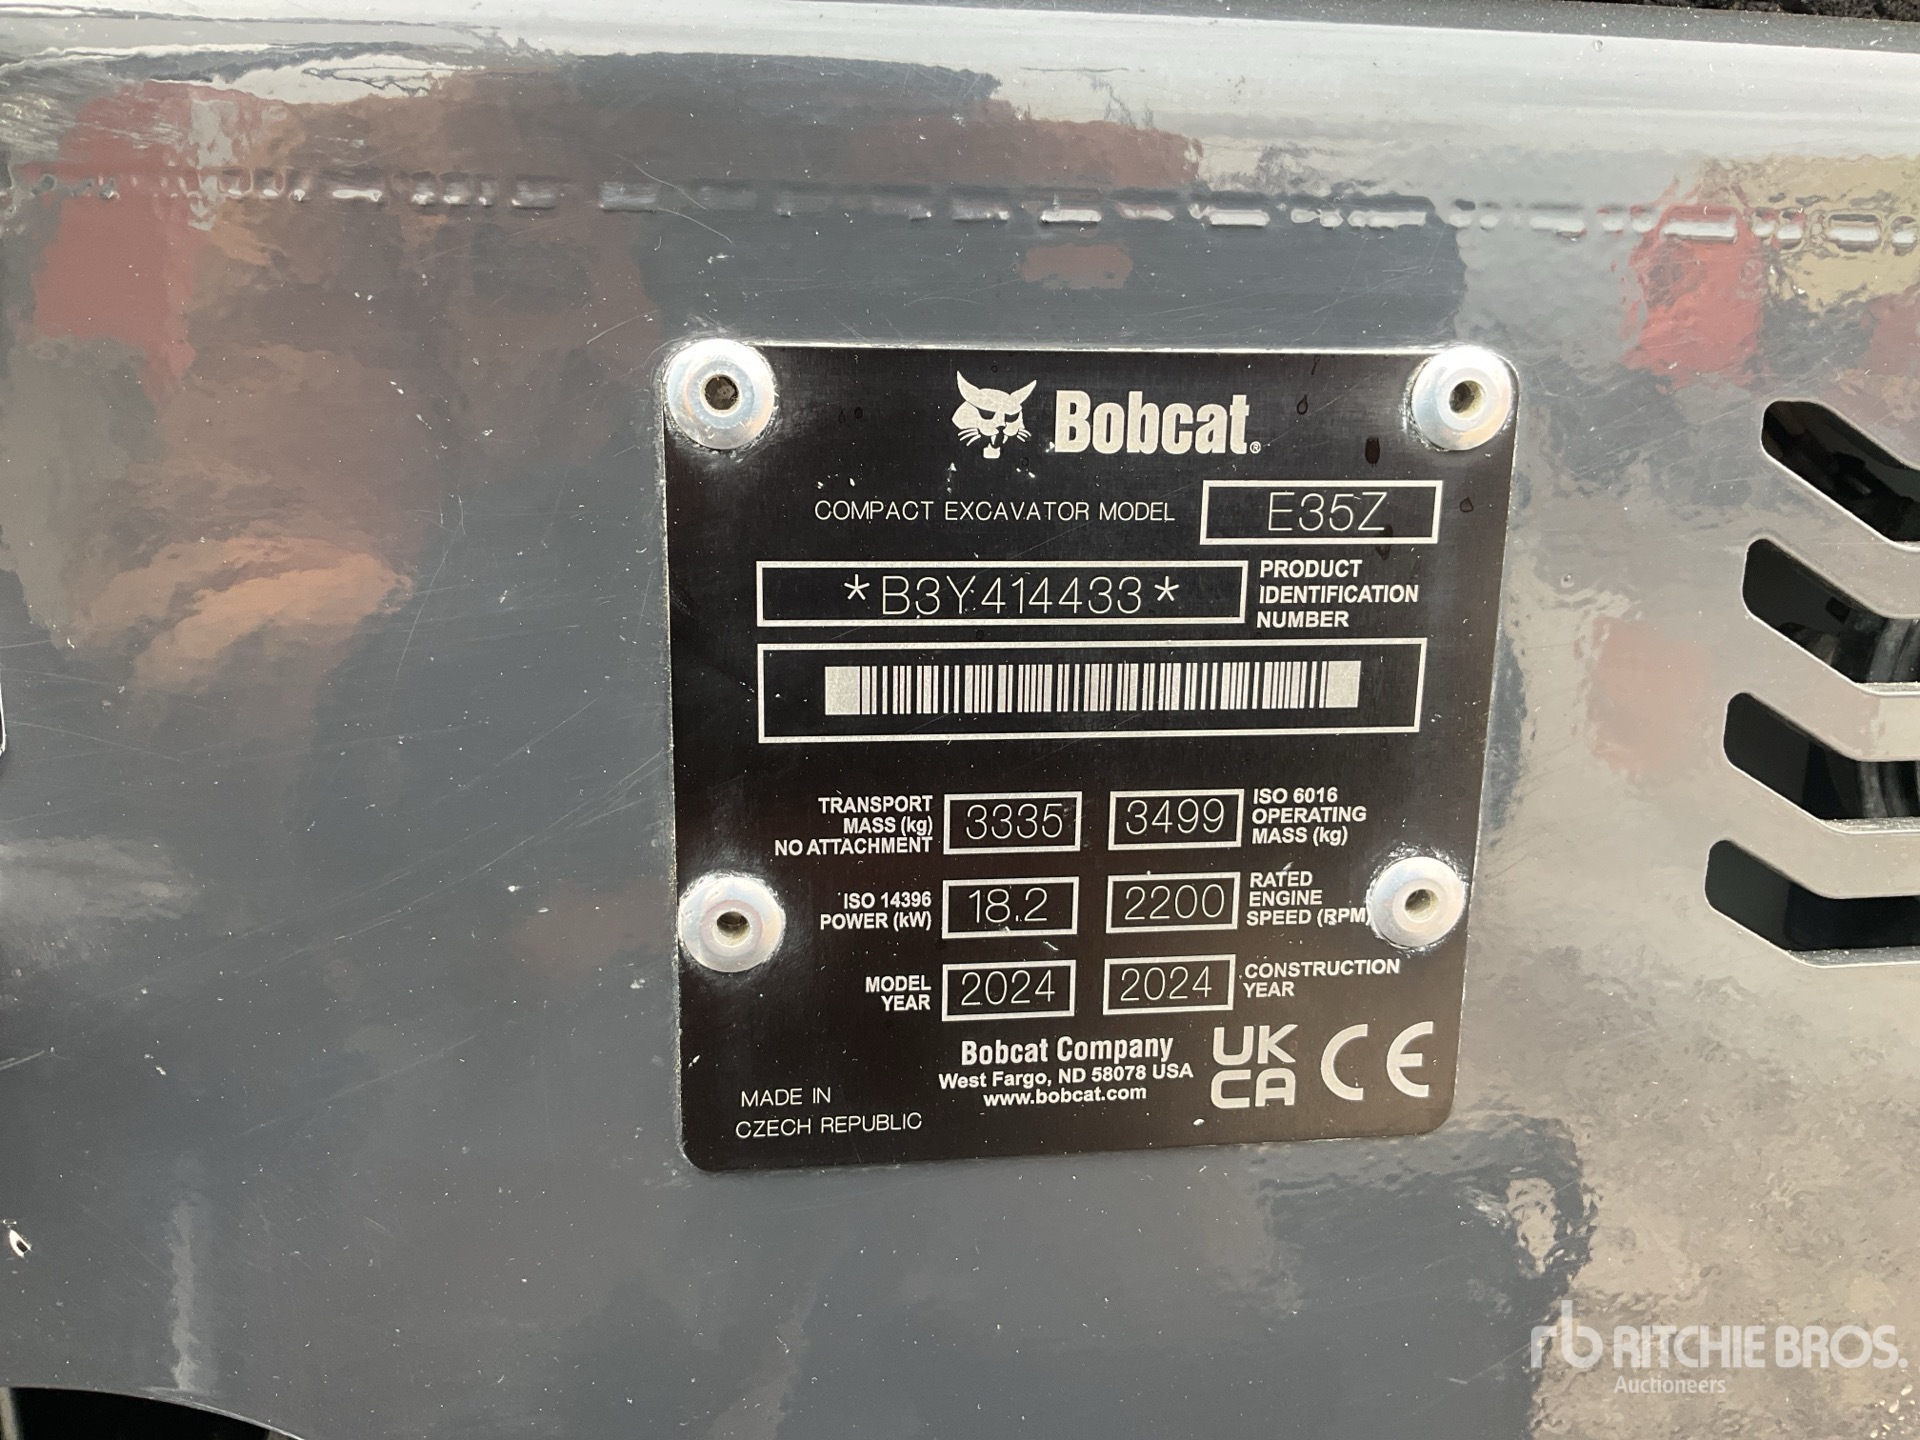 Bobcat®
COMPACT EXCAVATOR MODEL E35Z
*B3Y414433* PRODUCT IDENTIFICATION NUMBER
TRANSPORT MASS (kg) NO ATTACHMENT 3335 3499 ISO 6016 OPERATING MASS (kg)
ISO 14396 POWER (kW) 18.2 2200 RATED ENGINE SPEED (RPM)
MODEL YEAR 2024 2024 CONSTRUCTION YEAR
Bobcat Company
West Fargo, ND 58078 USA
www.bobcat.com
UK CA CE
MADE IN
CZECH REPUBLIC
rb RITCHIE BROS.
Auctioneers